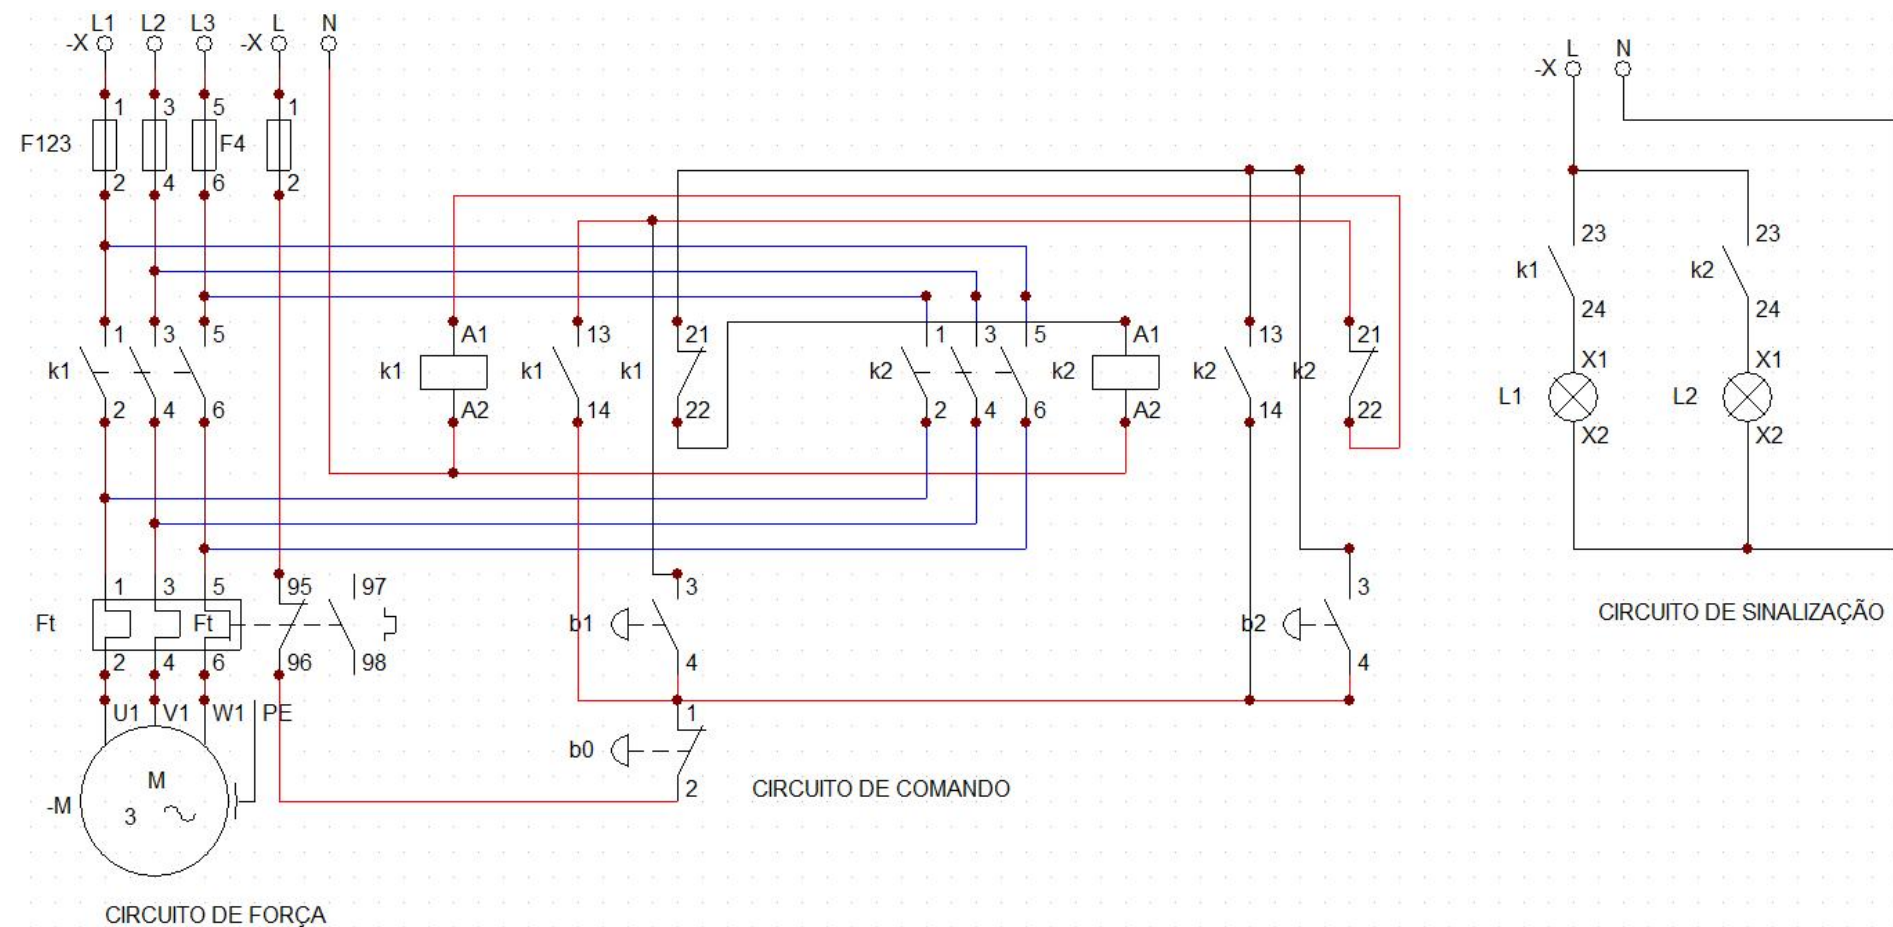 L1 L2 L3 L N
-X -X
L N
-X
1 3 5 1
F123 F4
2 4 6 2
23 23
k1 k2
24 24
1 3 5 A1 13 21 1 3 5 A1 13 21
k1 k1 k1 k1 k2 k2 k2 k2
2 4 6 A2 14 22 2 4 6 A2 14 22
X1 X1
L1 L2
X2 X2
1 3 5 95 97 3 3
Ft Ft b1 b2
2 4 6 96 98 4 4
CIRCUITO DE SINALIZAÇÃO
U1 V1 W1 PE 1
b0
M
-M 3 2
CIRCUITO DE COMANDO
CIRCUITO DE FORÇA